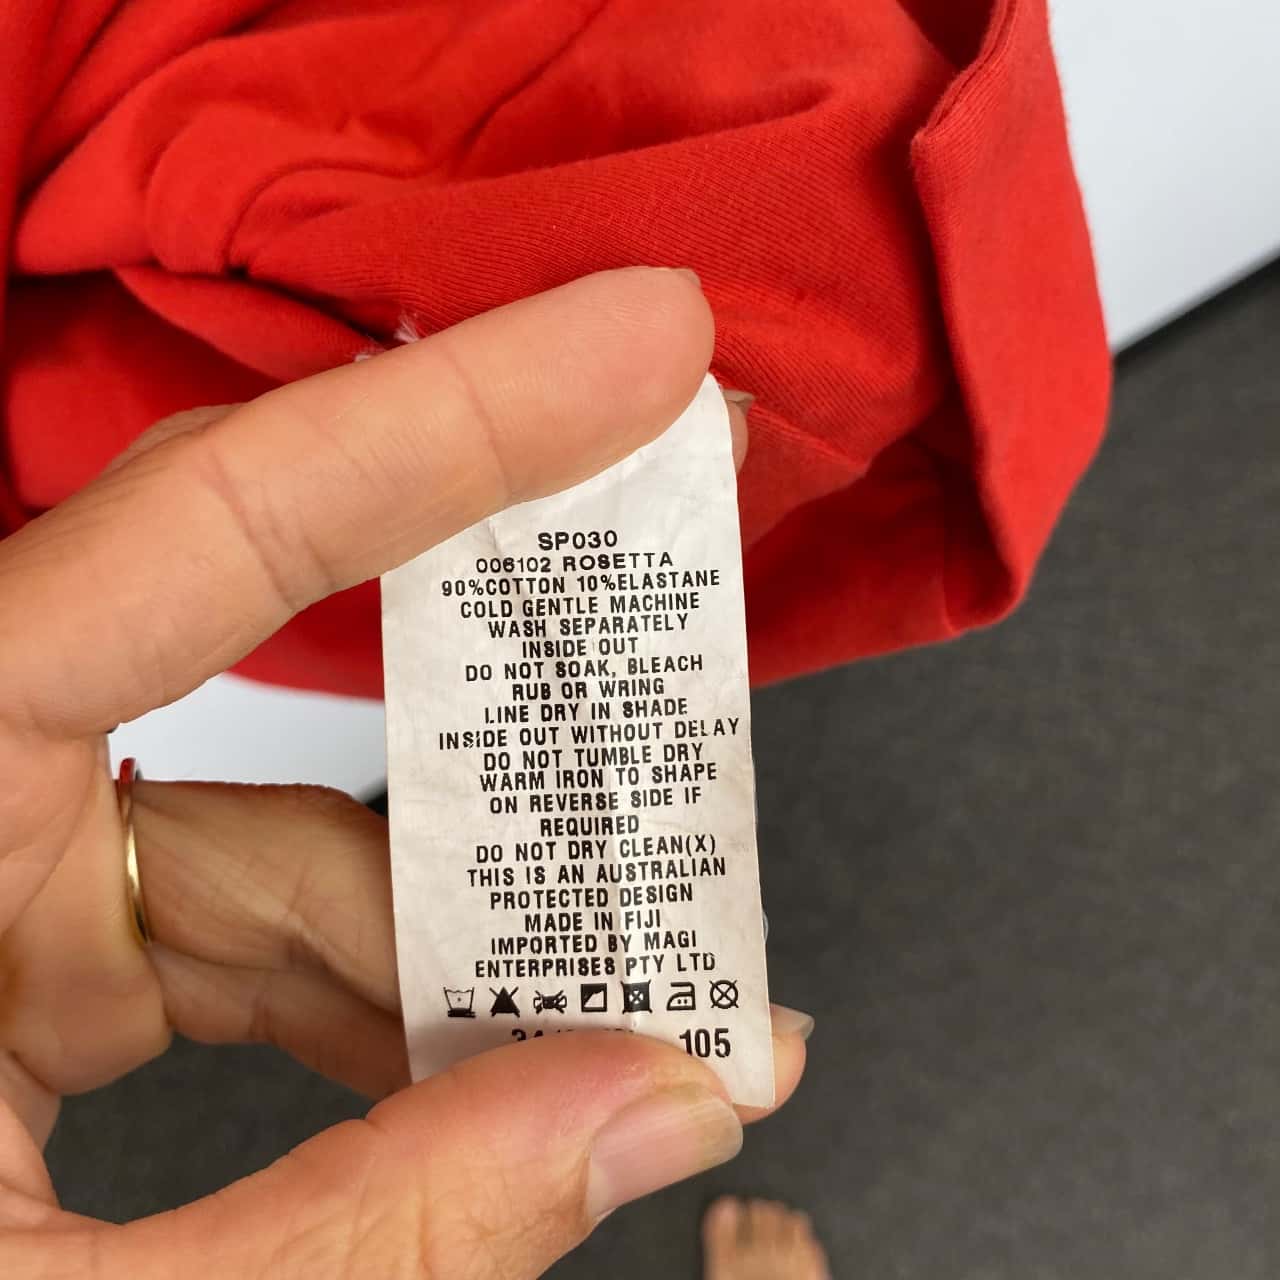 SP030
006102 ROSETTA
90%COTTON 10%ELASTANE
COLD GENTLE MACHINE
WASH SEPARATELY
INSIDE OUT
DO NOT SOAK, BLEACH
RUB OR WRING
LINE DRY IN SHADE
INSIDE OUT WITHOUT DELAY
DO NOT TUMBLE DRY
WARM IRON TO SHAPE
ON REVERSE SIDE IF
REQUIRED
DO NOT DRY CLEAN(X)
THIS IS AN AUSTRALIAN
PROTECTED DESIGN
MADE IN FIJI
IMPORTED BY MAGI
ENTERPRISES PTY LTD
105